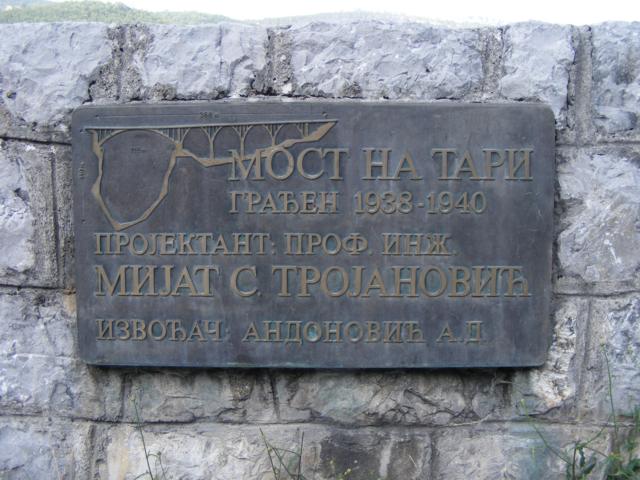 МОСТ НА ТАРИ
ГРАЂЕН 1938-1940
ПРОЈЕКТАНТ: ПРОФ. ИНЖ.
МИЈАТ С. ТРОЈАНОВИЋ
ИЗВОЂАЧ: АНДОНОВИЋ А.Д.